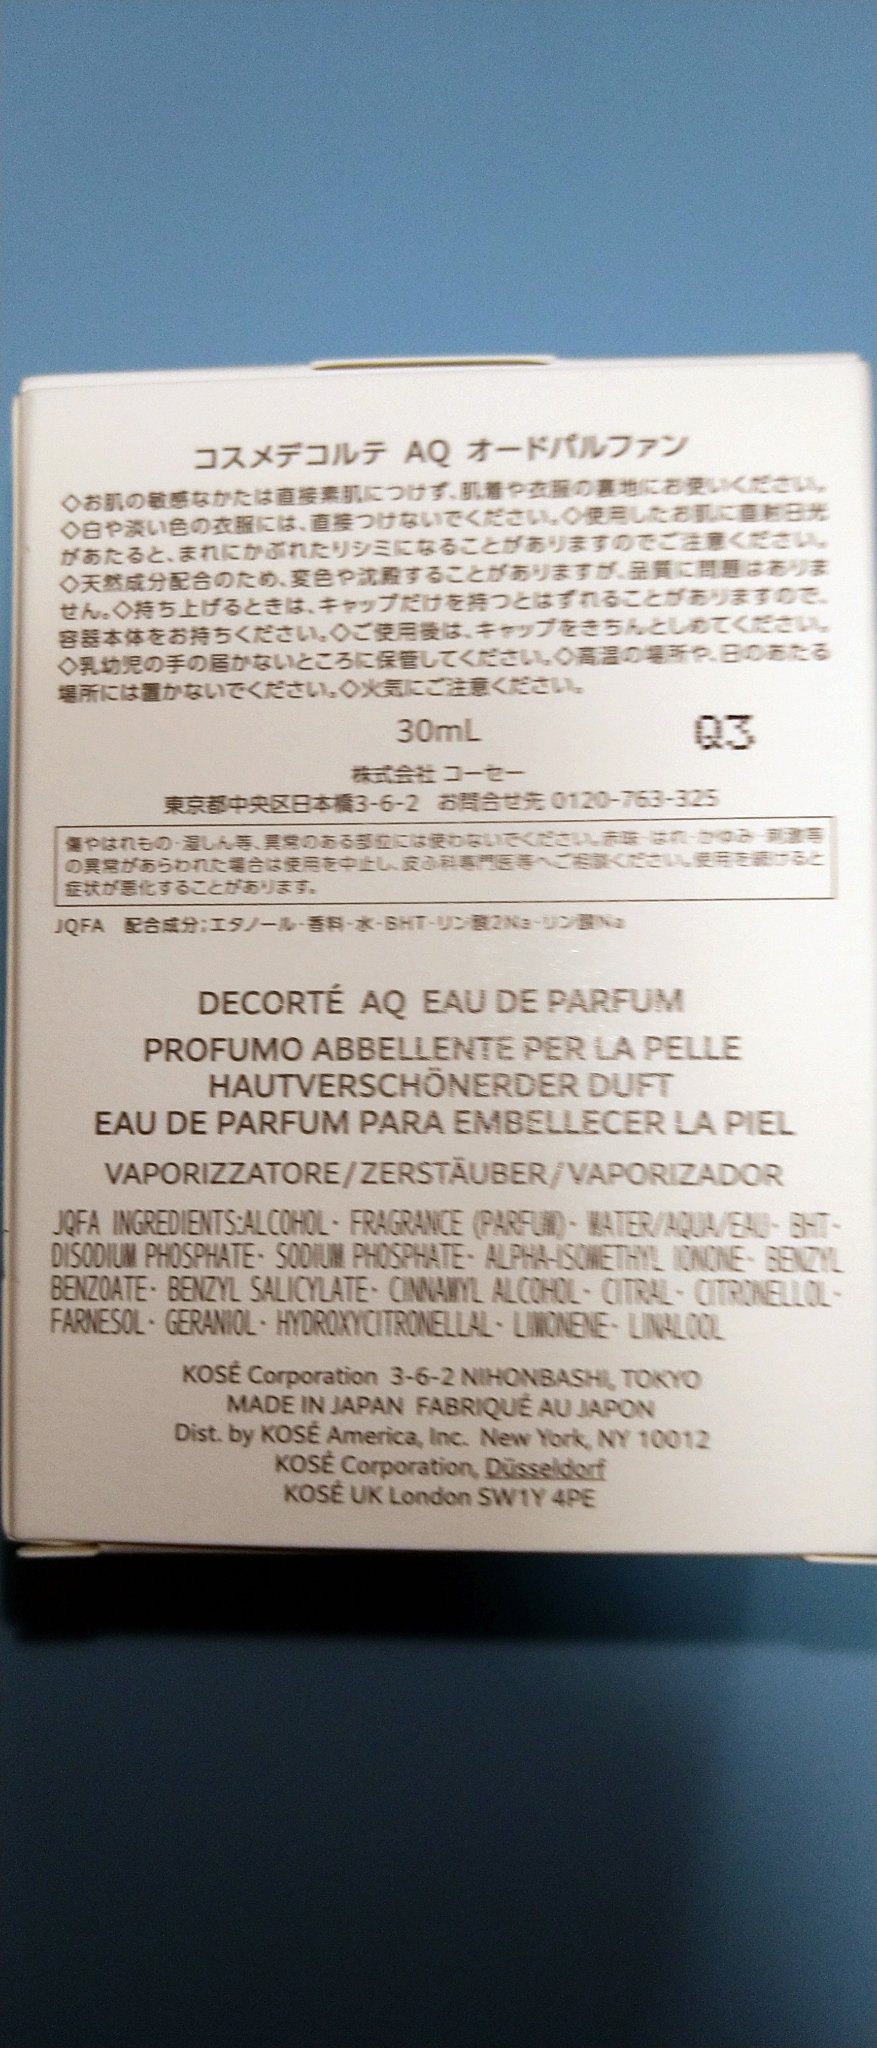 コスメデコルテ AQ オードパルファン
◇お肌の敏感なかたは直接素肌につけず、肌着や衣服の裏地にお使いください。
◇白や淡い色の衣服には、直接つけないでください。◇使用したお肌に直射日光
があたると、まれにかぶれたりシミになることがありますのでご注意ください。
◇天然成分配合のため、変色や沈殿することがありますが、品質に問題はありま
せん。◇持ち上げるときは、キャップだけを持つとはずれることがありますので、
容器本体をお持ちください。◇ご使用後は、キャップをきちんとしめてください。
◇乳幼児の手の届かないところに保管してください。◇高温の場所や、日のあたる
場所には置かないでください。◇火気にご注意ください。
30mL Q3
株式会社 コーセー
東京都中央区日本橋3-6-2 お問合せ先 0120-763-325
傷やはれもの・湿しん等、異常のある部位には使わないでください。赤味・はれ・かゆみ・刺激等
の異常があらわれた場合は使用を中止し、皮ふ科専門医等へご相談ください。使用を続けると
症状が悪化することがあります。
JQFA 配合成分;エタノール・香料・水・BHT・リン酸2Na・リン酸Na
DECORTÉ AQ EAU DE PARFUM
PROFUMO ABBELLENTE PER LA PELLE
HAUTVERSCHÖNERDER DUFT
EAU DE PARFUM PARA EMBELLECER LA PIEL
VAPORIZZATORE/ZERSTÄUBER/VAPORIZADOR
JQFA INGREDIENTS:ALCOHOL・ FRAGRANCE (PARFUM)・ WATER/AQUA/EAU・ BHT・
DISODIUM PHOSPHATE・ SODIUM PHOSPHATE・ ALPHA-ISOMETHYL IONONE・ BENZYL
BENZOATE・ BENZYL SALICYLATE・ CINNAMYL ALCOHOL・ CITRAL・ CITRONELLOL・
FARNESOL・ GERANIOL・ HYDROXYCITRONELLAL・ LIMONENE・ LINALOOL
KOSÉ Corporation 3-6-2 NIHONBASHI, TOKYO
MADE IN JAPAN FABRIQUÉ AU JAPON
Dist. by KOSÉ America, Inc. New York, NY 10012
KOSÉ Corporation, Düsseldorf
KOSÉ UK London SW1Y 4PE